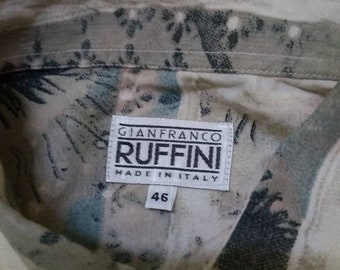 GIANFRANCO
RUFFINI
MADE IN ITALY
46